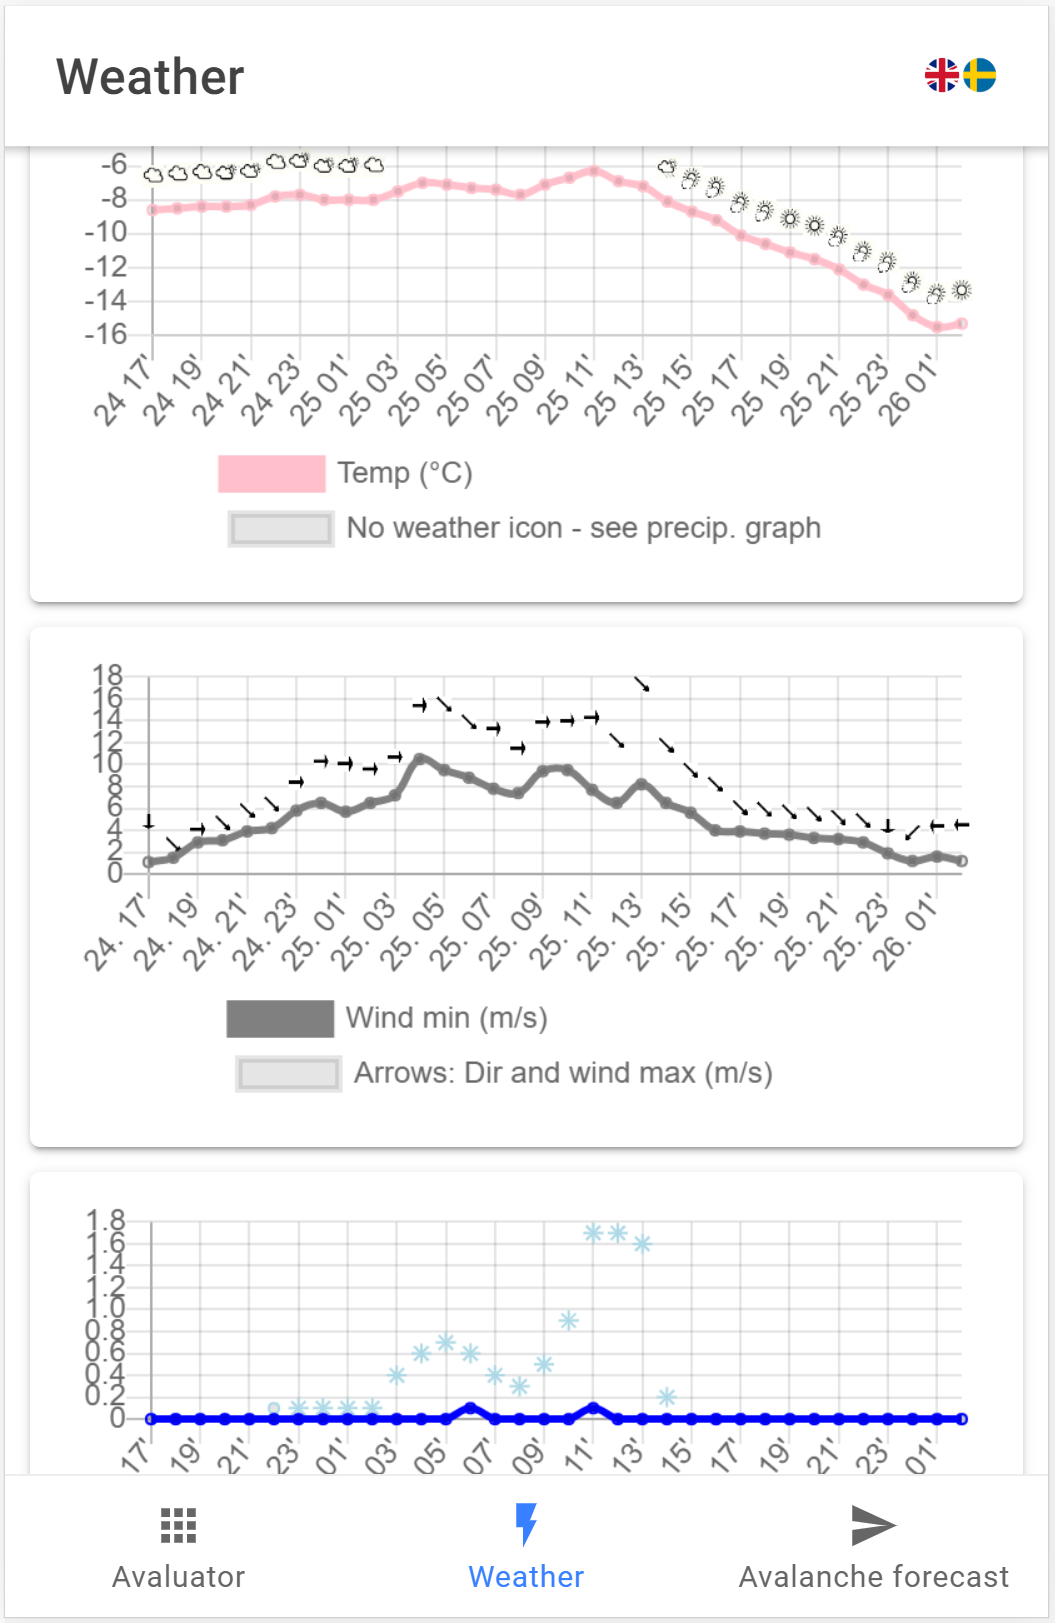 Weather
-6
-8
-10
-12
-14
-16
24 17' 24 19' 24 21' 24 23' 25 01' 25 03' 25 05' 25 07' 25 09' 25 11' 25 13' 25 15' 25 17' 25 19' 25 21' 25 23' 26 01'
Temp (°C)
No weather icon - see precip. graph
18
16
14
12
10
8
6
4
2
0
24. 17' 24. 19' 24. 21' 24. 23' 25. 01' 25. 03' 25. 05' 25. 07' 25. 09' 25. 11' 25. 13' 25. 15' 25. 17' 25. 19' 25. 21' 25. 23' 26. 01'
Wind min (m/s)
Arrows: Dir and wind max (m/s)
1.8
1.6
1.4
1.2
1.0
0.8
0.6
0.4
0.2
0
17' 19' 21' 23' 01' 03' 05' 07' 09' 11' 13' 15' 17' 19' 21' 23' 01'
Avaluator Weather Avalanche forecast